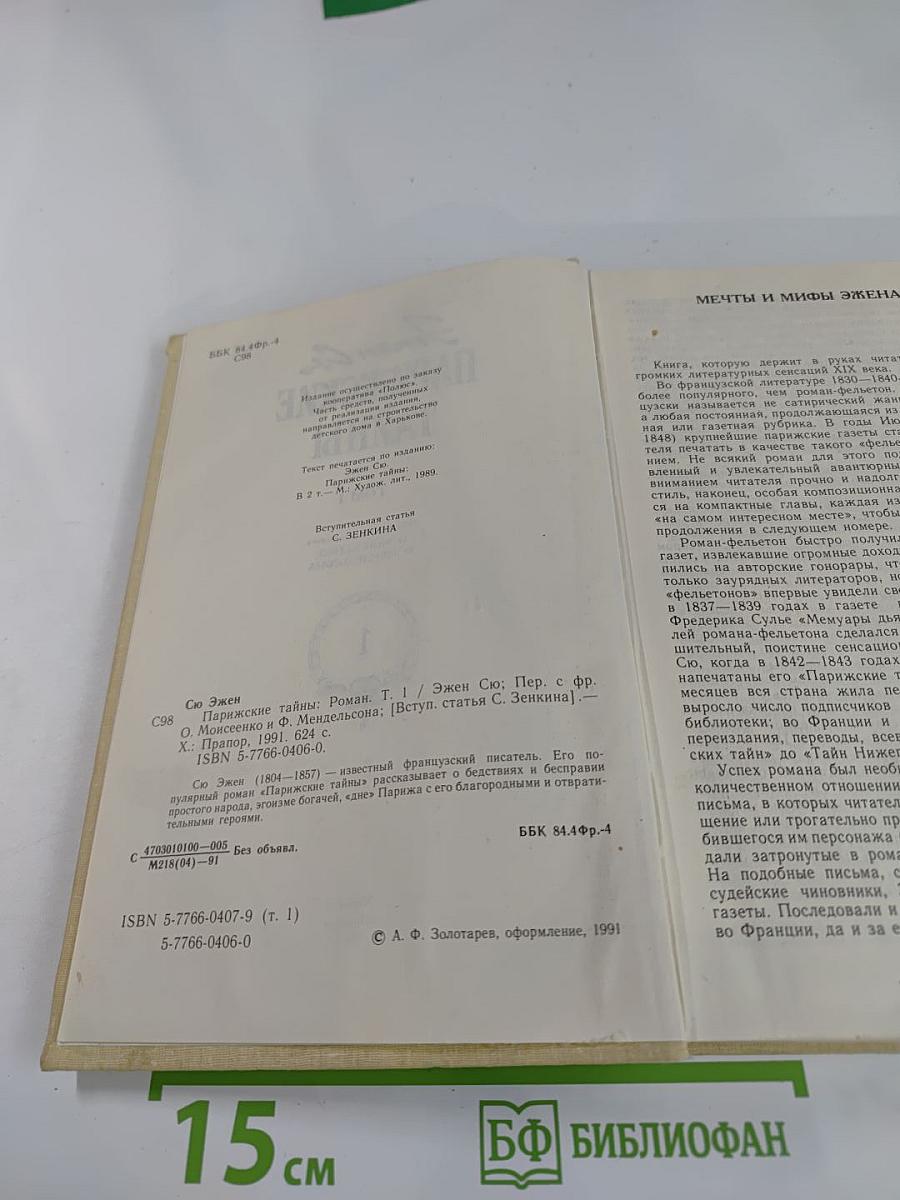 ББК 84.4Фр.-4
С98
Издание осуществлено по заказу
кооператива «Полюс».
Часть средств, полученных
от реализации издания,
направляется на строительство
детского дома в Харькове.
Текст печатается по изданию:
Эжен Сю.
Парижские тайны:
В 2 т.— М.: Худож. лит., 1989.
Вступительная статья
С. ЗЕНКИНА
1
Сю Эжен
С98 Парижские тайны: Роман. Т. 1 / Эжен Сю; Пер. с фр.
О. Моисеенко и Ф. Мендельсона; [Вступ. статья С. Зенкина].—
Х.: Прапор, 1991. 624 с.
ISBN 5-7766-0406-0.
Сю Эжен (1804—1857) — известный французский писатель. Его по-
пулярный роман «Парижские тайны» рассказывает о бедствиях и бесправии
простого народа, эгоизме богачей, «дне» Парижа с его благородными и отврати-
тельными героями.
С 4703010100—005
М218(04)—91 Без объявл.
ББК 84.4Фр.-4
ISBN 5-7766-0407-9 (т. 1)
5-7766-0406-0
© А. Ф. Золотарев, оформление, 1991
МЕЧТЫ И МИФЫ ЭЖЕНА
Книга, которую держит в руках читат
громких литературных сенсаций XIX века.
Во французской литературе 1830—1840-
более популярного, чем роман-фельетон.
цузски называется не сатирический жан
а любая постоянная, продолжающаяся из
ная или газетная рубрика. В годы Ию
1848) крупнейшие парижские газеты ста
теля печатать в качестве такого «фелье
нием. Не всякий роман для этого под
вленный и увлекательный авантюрны
вниманием читателя прочно и надолг
стиль, наконец, особая композиционна
ся на компактные главы, каждая из
«на самом интересном месте», чтобы
продолжения в следующем номере.
Роман-фельетон быстро получил
газет, извлекавшие огромные доход
пились на авторские гонорары, чт
только заурядных литераторов, но
«фельетонов» впервые увидели све
в 1837—1839 годах в газете
Фредерика Сулье «Мемуары дья
лей романа-фельетона сделался
шительный, поистине сенсацион
Сю, когда в 1842—1843 годах
напечатаны его «Парижские т
месяцев вся страна жила пе
выросло число подписчиков
библиотеки; во Франции и
переиздания, переводы, всев
ских тайн» до «Тайн Нижег
Успех романа был необы
количественном отношении
письма, в которых читател
щение или трогательно пр
бившегося им персонажа
дали затронутые в рома
На подобные письма, с
судейские чиновники,
газеты. Последовали и
во Франции, да и за е
15 см
БФ БИБЛИОФАН